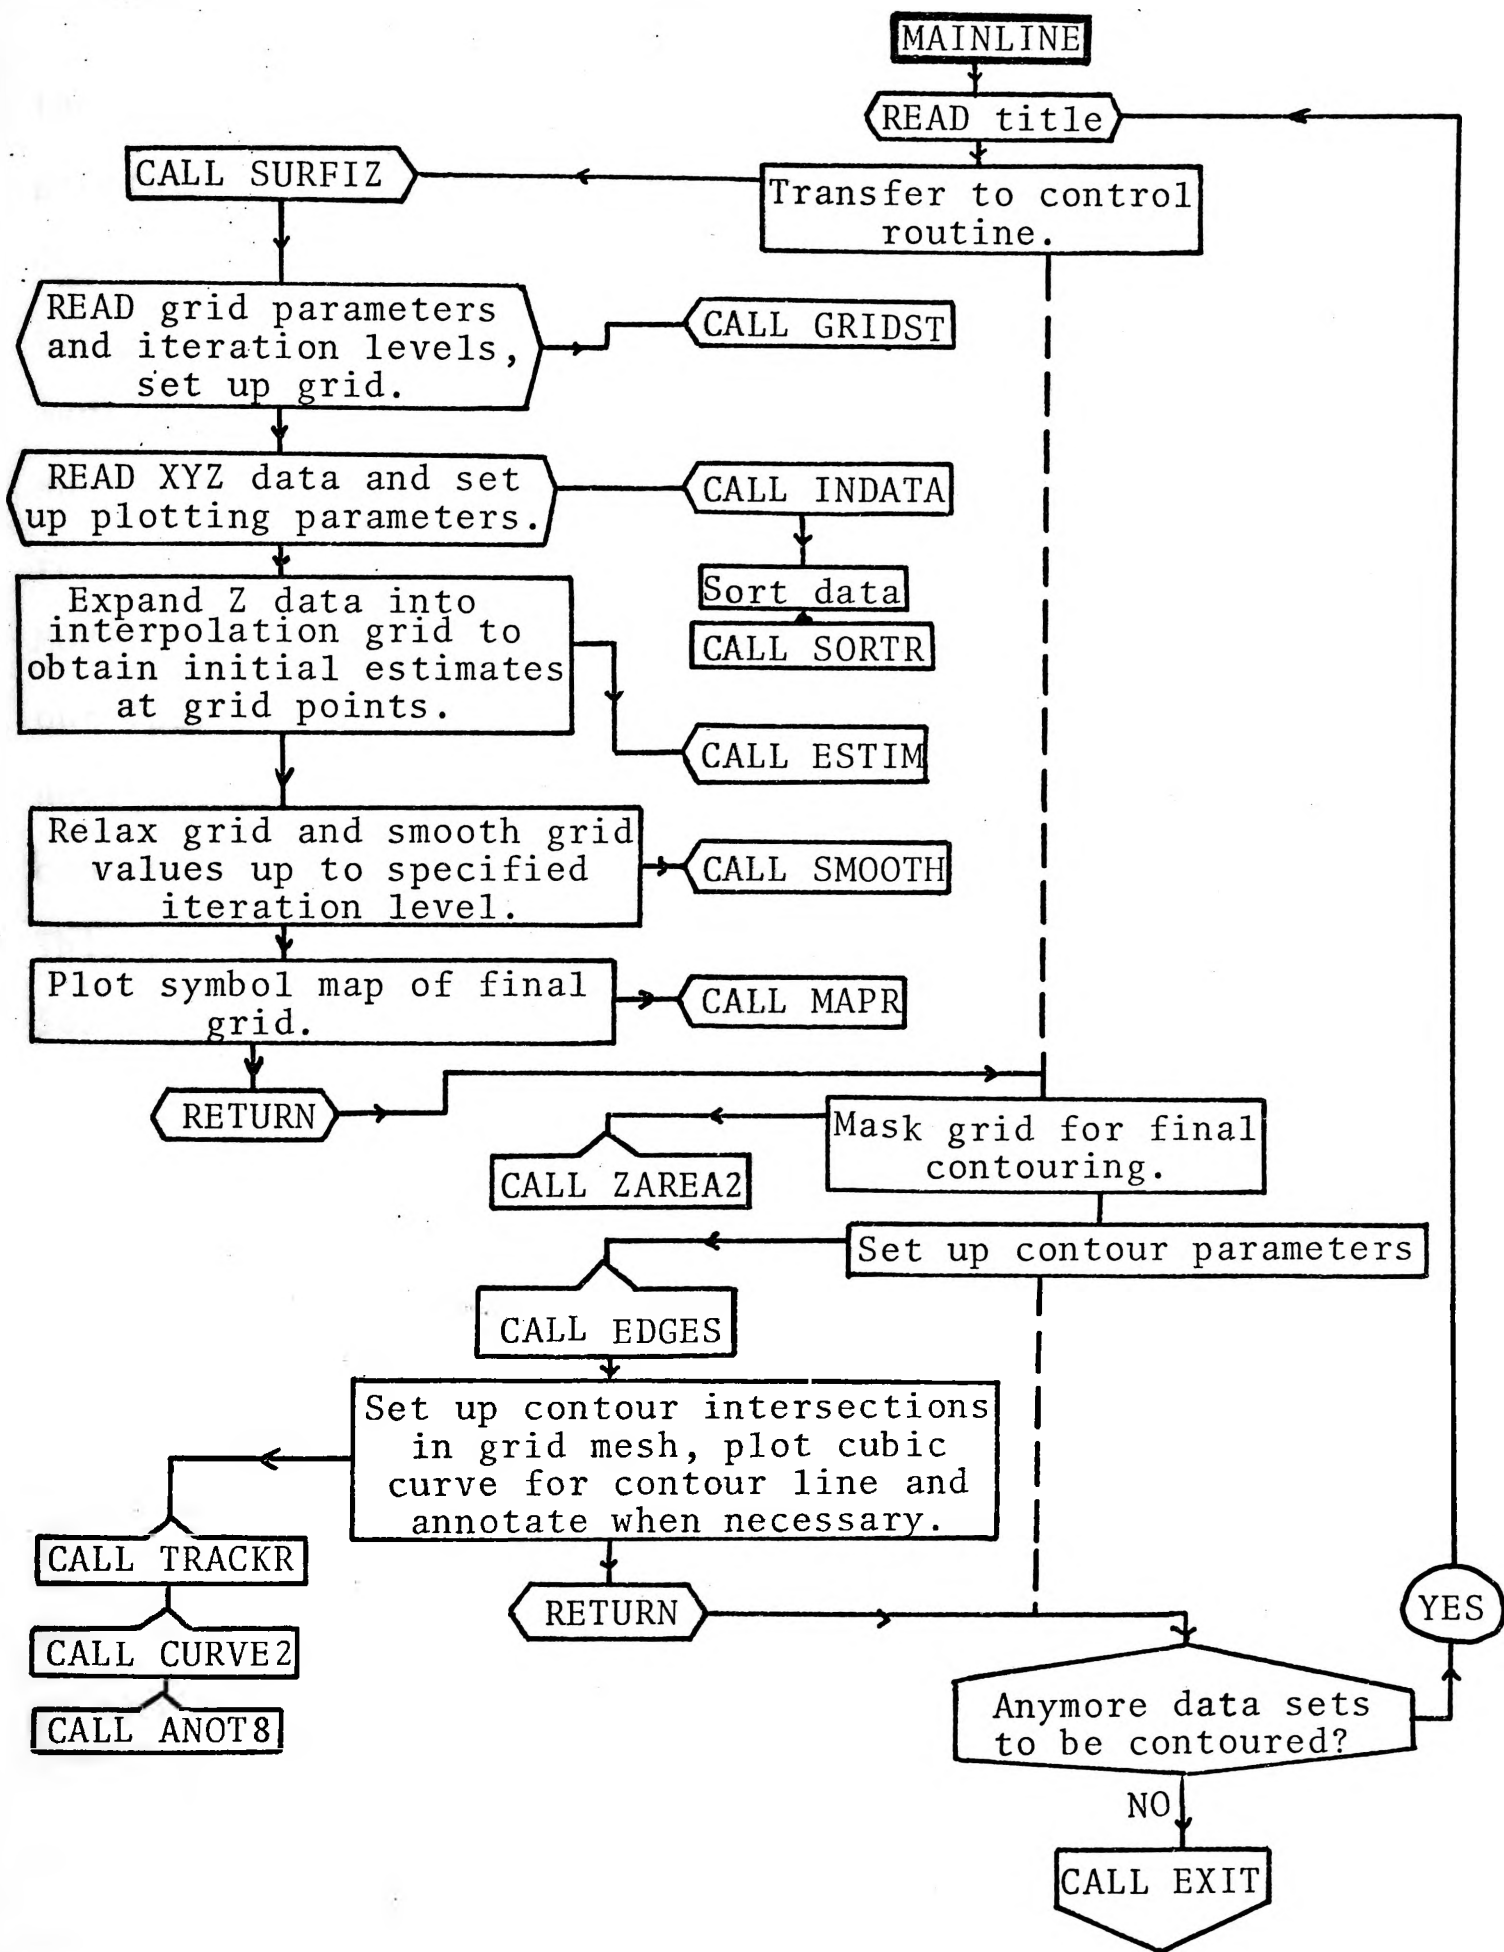 MAINLINE
READ title
CALL SURFIZ
Transfer to control
routine.
READ grid parameters
and iteration levels,
set up grid.
CALL GRIDST
READ XYZ data and set
up plotting parameters.
CALL INDATA
Sort data
CALL SORTR
Expand Z data into
interpolation grid to
obtain initial estimates
at grid points.
CALL ESTIM
Relax grid and smooth grid
values up to specified
iteration level.
CALL SMOOTH
Plot symbol map of final
grid.
CALL MAPR
RETURN
Mask grid for final
contouring.
CALL ZAREA2
Set up contour parameters
CALL EDGES
Set up contour intersections
in grid mesh, plot cubic
curve for contour line and
annotate when necessary.
CALL TRACKR
CALL CURVE2
CALL ANOT8
RETURN
YES
Anymore data sets
to be contoured?
NO
CALL EXIT